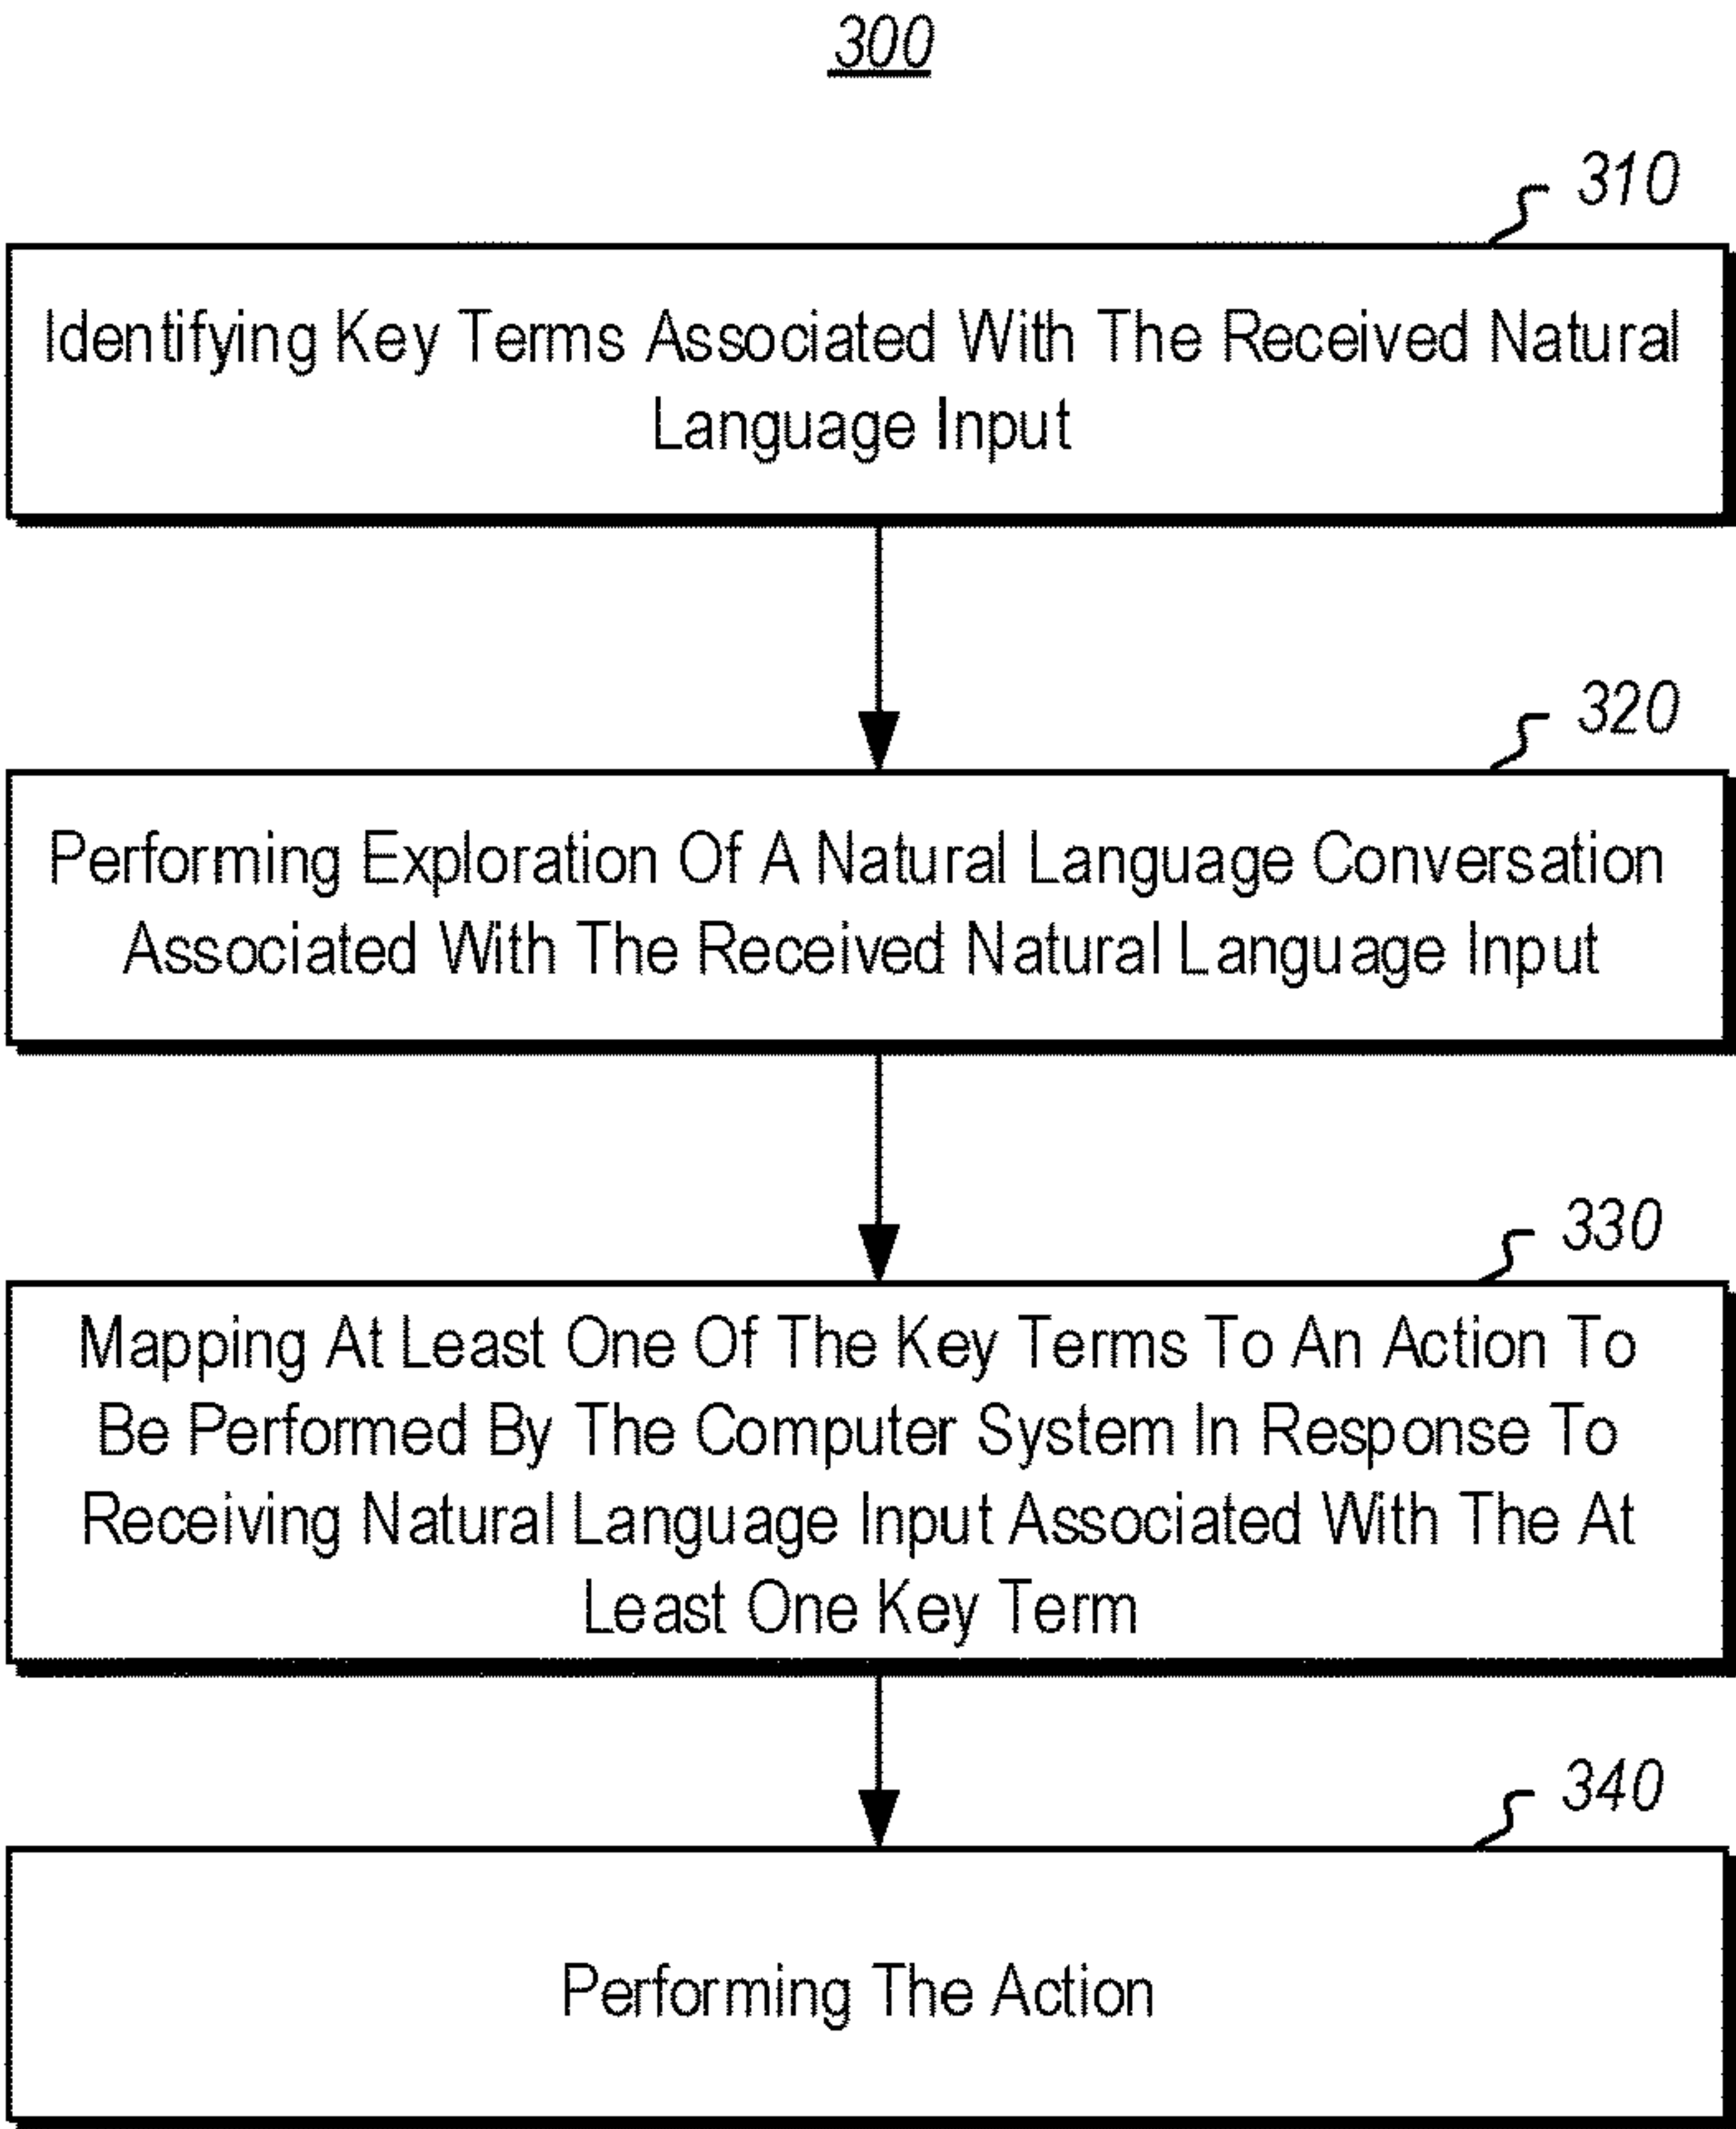 300
310
Identifying Key Terms Associated With The Received Natural
Language Input
320
Performing Exploration Of A Natural Language Conversation
Associated With The Received Natural Language Input
330
Mapping At Least One Of The Key Terms To An Action To
Be Performed By The Computer System In Response To
Receiving Natural Language Input Associated With The At
Least One Key Term
340
Performing The Action